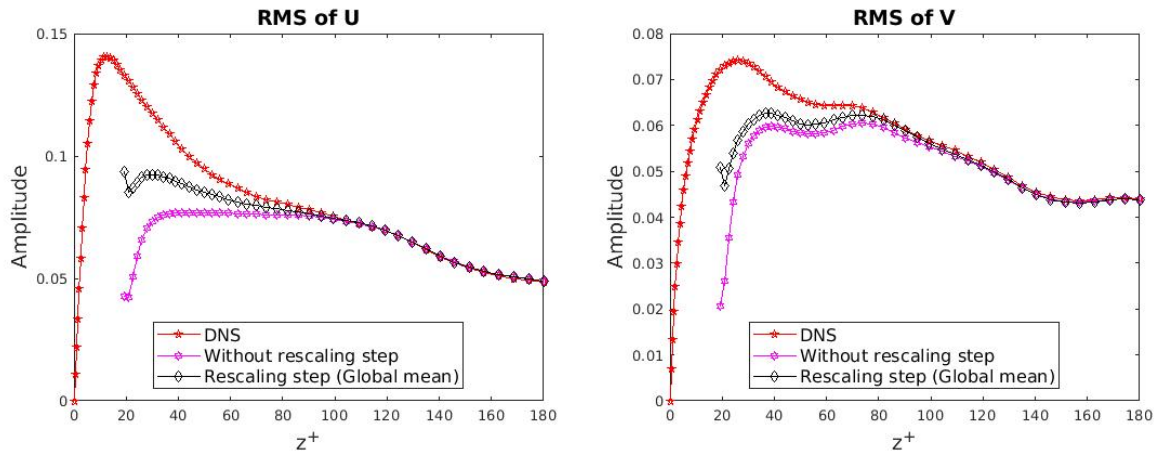 RMS of U
0.15
0.1
0.05
0
Amplitude
DNS
Without rescaling step
Rescaling step (Global mean)
0 20 40 60 80 100 120 140 160 180
z+
RMS of V
0.08
0.07
0.06
0.05
0.04
0.03
0.02
0.01
0
Amplitude
DNS
Without rescaling step
Rescaling step (Global mean)
0 20 40 60 80 100 120 140 160 180
z+